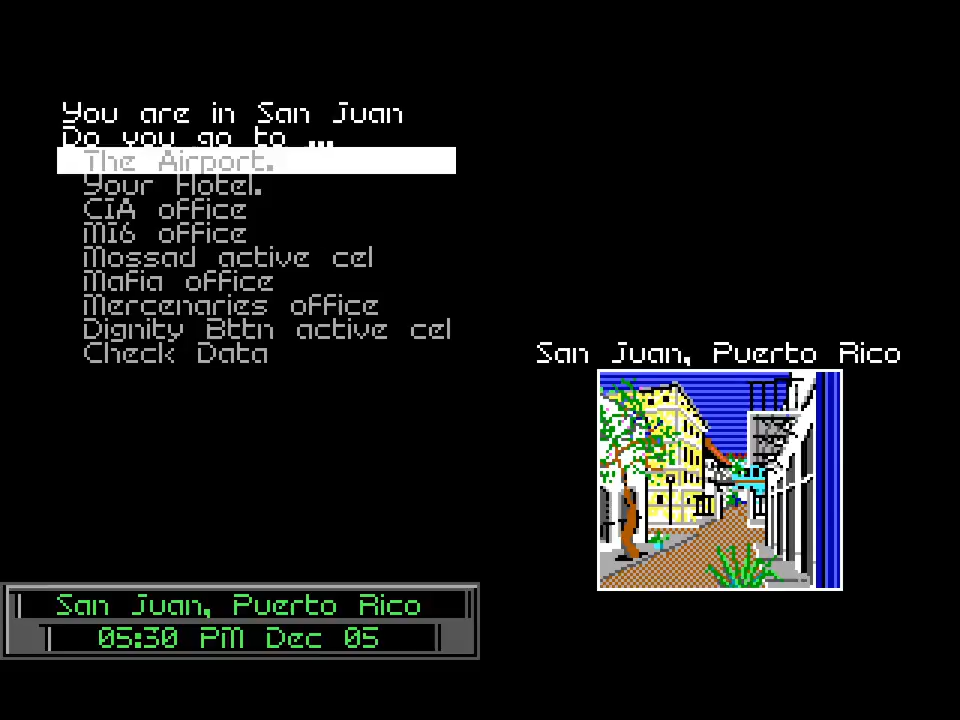 You are in San Juan
Do you go to ...
The Airport.
Your Hotel.
CIA office
MI6 office
Mossad active cel
Mafia office
Mercenaries office
Dignity Bttn active cel
Check Data
San Juan, Puerto Rico
San Juan, Puerto Rico
05:30 PM Dec 05